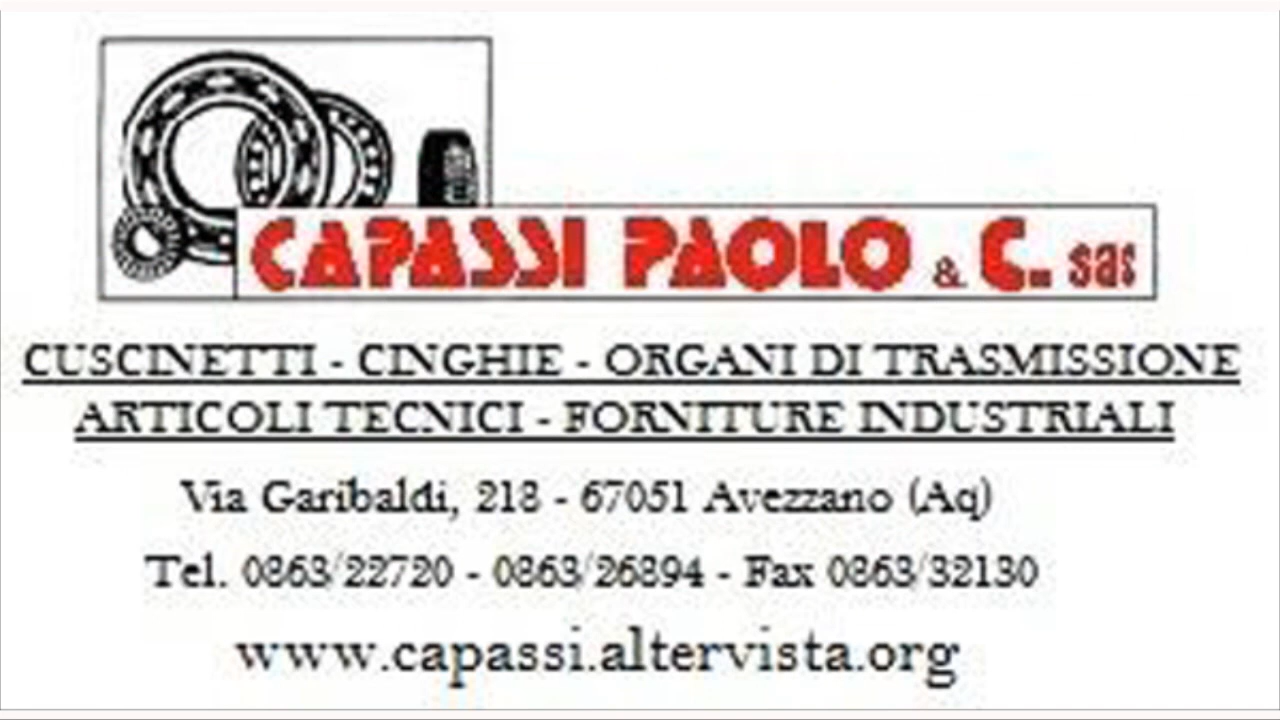 CAPASSI PAOLO & C. sas
CUSCINETTI - CINGHIE - ORGANI DI TRASMISSIONE
ARTICOLI TECNICI - FORNITURE INDUSTRIALI
Via Garibaldi, 218 - 67051 Avezzano (Aq)
Tel. 0863/22720 - 0863/26894 - Fax 0863/32130
www.capassi.altervista.org